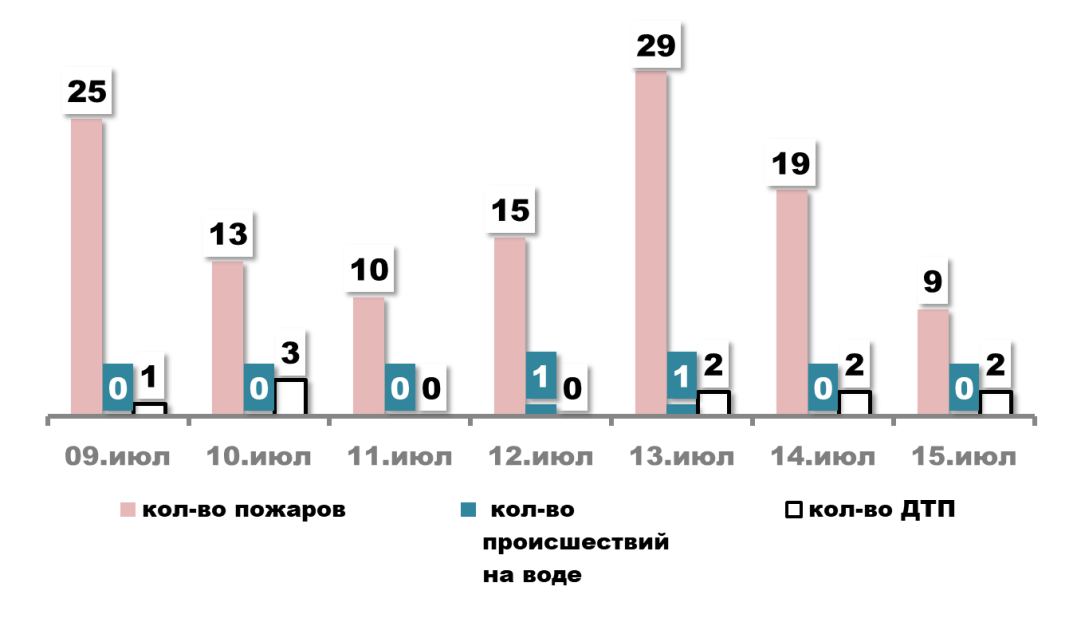 29
25
19
15
13
10
9
3
1 2 2 2
0 1 0 0 0 1 0 1 0 0
09.июл 10.июл 11.июл 12.июл 13.июл 14.июл 15.июл
кол-во пожаров кол-во кол-во ДТП
происшествий
на воде